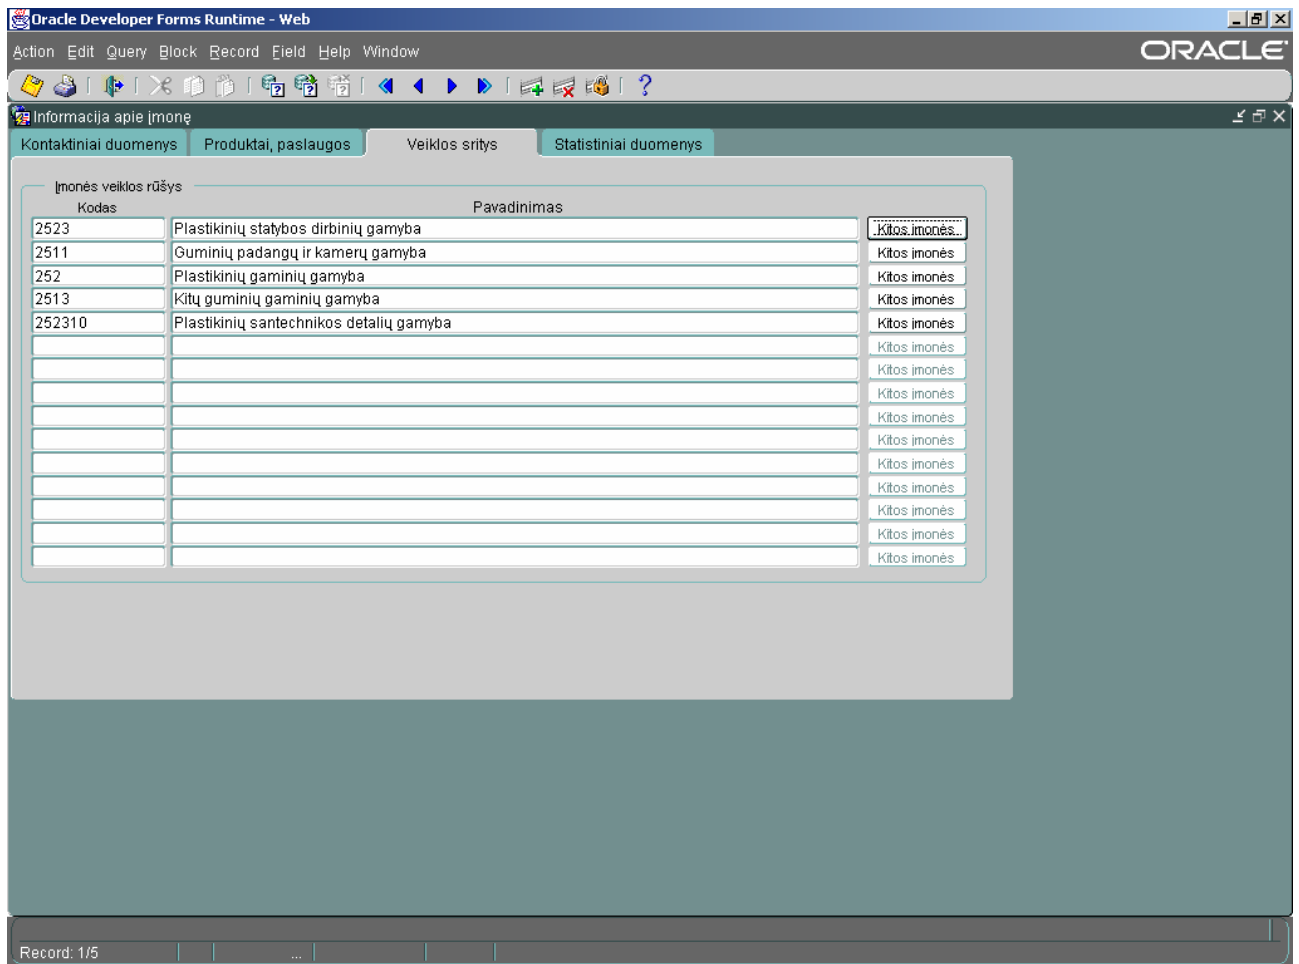 Oracle Developer Forms Runtime - Web
Action Edit Query Block Record Field Help Window
ORACLE
Informacija apie įmonę
Kontaktiniai duomenys Produktai, paslaugos Veiklos sritys Statistiniai duomenys
Įmonės veiklos rūšys
Kodas Pavadinimas
2523 Plastikinių statybos dirbinių gamyba Kitos įmonės
2511 Guminių padangų ir kamerų gamyba Kitos įmonės
252 Plastikinių gaminių gamyba Kitos įmonės
2513 Kitų guminių gaminių gamyba Kitos įmonės
252310 Plastikinių santechnikos detalių gamyba Kitos įmonės
Kitos įmonės
Kitos įmonės
Kitos įmonės
Kitos įmonės
Kitos įmonės
Kitos įmonės
Kitos įmonės
Kitos įmonės
Kitos įmonės
Kitos įmonės
Record: 1/5 ...